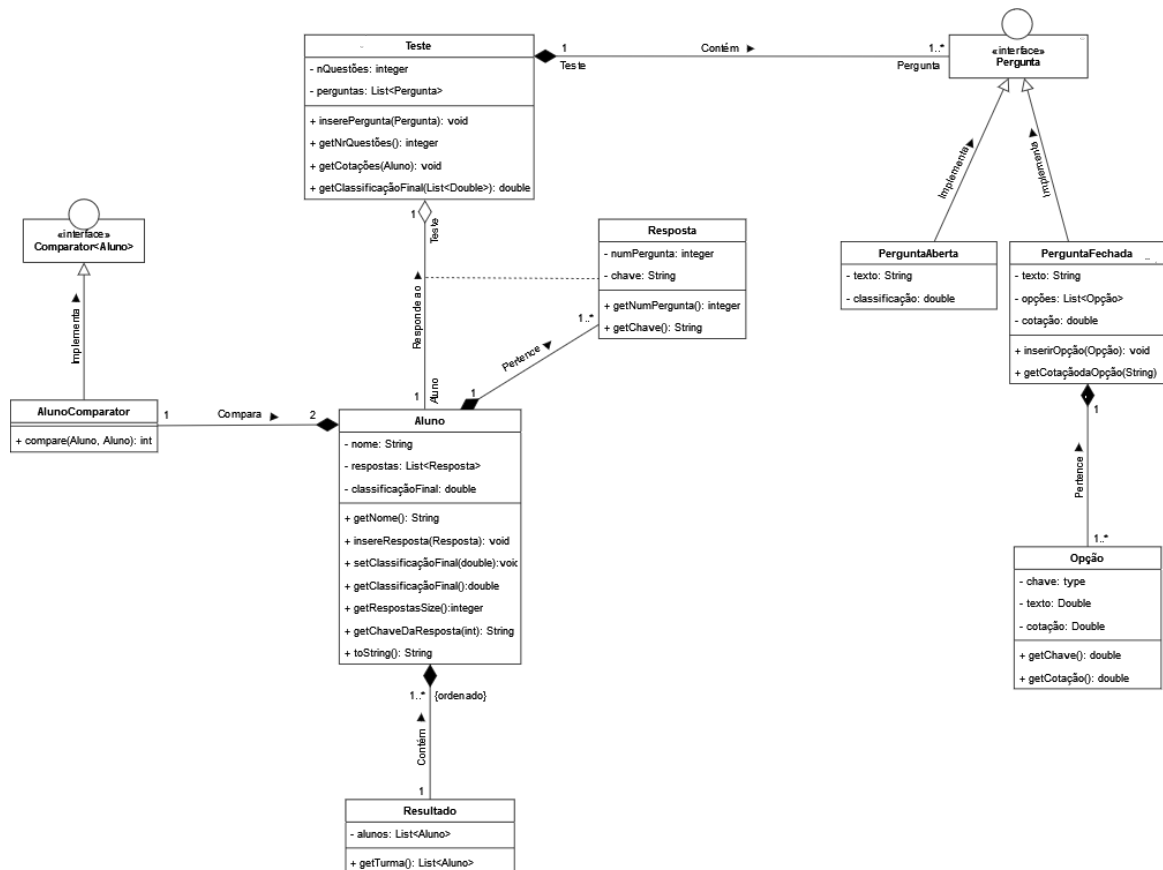 Teste
- nQuestões: integer
- perguntas: List<Pergunta>
+ inserePergunta(Pergunta): void
+ getNrQuestões(): integer
+ getCotações(Aluno): void
+ getClassificaçãoFinal(List<Double>): double
1
Contém
1..*
Teste
Pergunta
«interface»
Pergunta
Implementa
Implementa
1
Teste
Responde ao
1
Aluno
«interface»
Comparator<Aluno>
Implementa
Resposta
- numPergunta: integer
- chave: String
+ getNumPergunta(): integer
+ getChave(): String
1..*
Pertence
1
PerguntaAberta
- texto: String
- classificação: double
PerguntaFechada
- texto: String
- opções: List<Opção>
- cotação: double
+ inserirOpção(Opção): void
+ getCotaçãodaOpção(String)
1
Pertence
1..*
AlunoComparator
+ compare(Aluno, Aluno): int
1
Compara
2
Aluno
- nome: String
- respostas: List<Resposta>
- classificaçãoFinal: double
+ getNome(): String
+ insereResposta(Resposta): void
+ setClassificaçãoFinal(double):voic
+ getClassificaçãoFinal():double
+ getRespostasSize():integer
+ getChaveDaResposta(int): String
+ toString(): String
Opção
- chave: type
- texto: Double
- cotação: Double
+ getChave(): double
+ getCotação(): double
1..*
{ordenado}
Contém
1
Resultado
- alunos: List<Aluno>
+ getTurma(): List<Aluno>